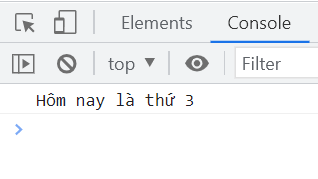 Elements Console
top Filter
Hôm nay là thứ 3